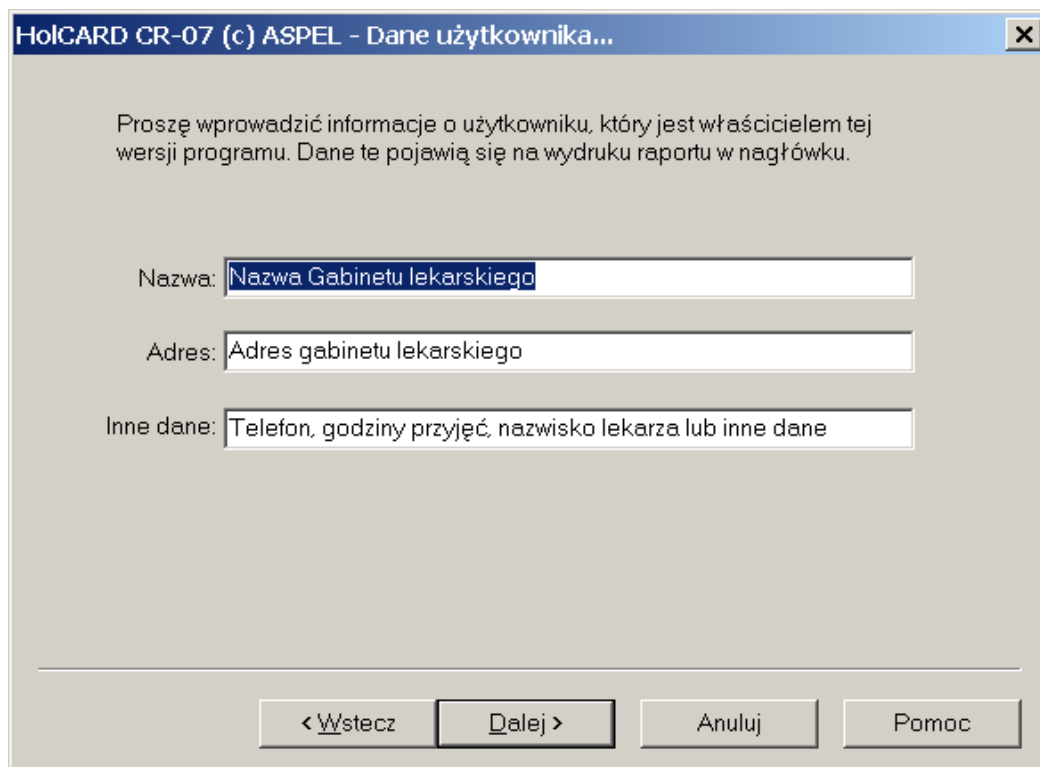 HolCARD CR-07 (c) ASPEL - Dane użytkownika...
Proszę wprowadzić informacje o użytkowniku, który jest właścicielem tej
wersji programu. Dane te pojawią się na wydruku raportu w nagłówku.
Nazwa: Nazwa Gabinetu lekarskiego
Adres: Adres gabinetu lekarskiego
Inne dane: Telefon, godziny przyjęć, nazwisko lekarza lub inne dane
< Wstecz Dalej > Anuluj Pomoc